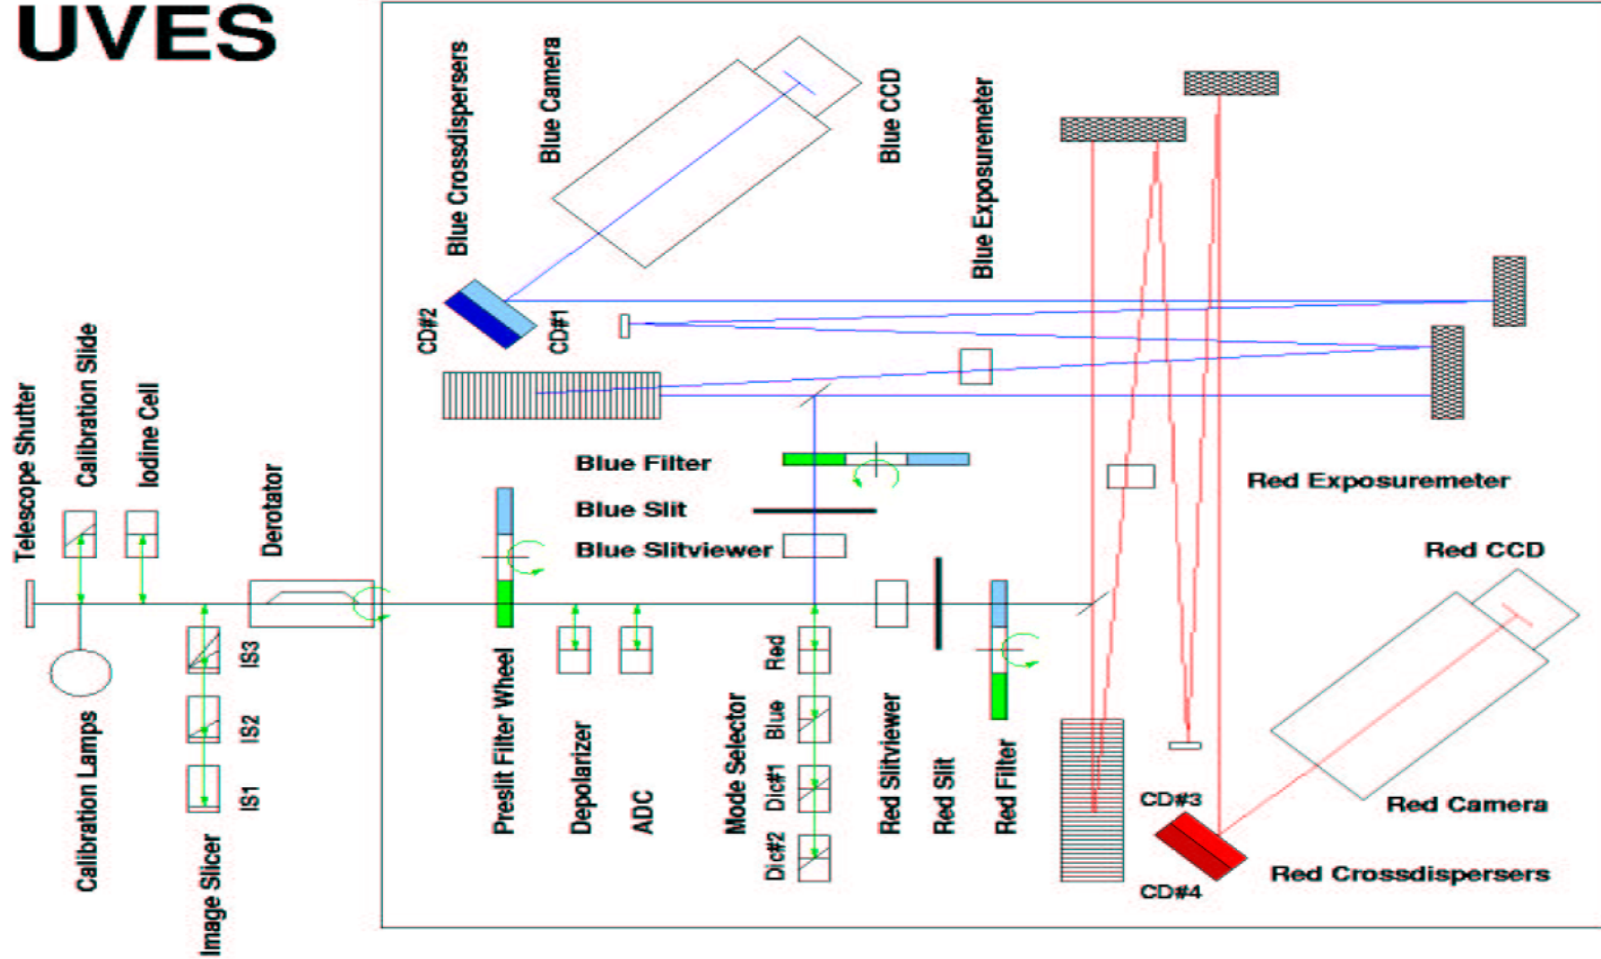 UVES
Telescope Shutter
Calibration Slide
Iodine Cell
Derotator
Calibration Lamps
Image Slicer
IS1
IS2
IS3
Blue Crossdispersers
Blue Camera
Blue CCD
Blue Exposuremeter
CD#2
CD#1
Blue Filter
Blue Slit
Blue Slitviewer
Preslit Filter Wheel
Depolarizer
ADC
Mode Selector
Red
Blue
Dic#1
Dic#2
Red Slitviewer
Red Slit
Red Filter
Red Exposuremeter
Red CCD
Red Camera
CD#3
CD#4
Red Crossdispersers